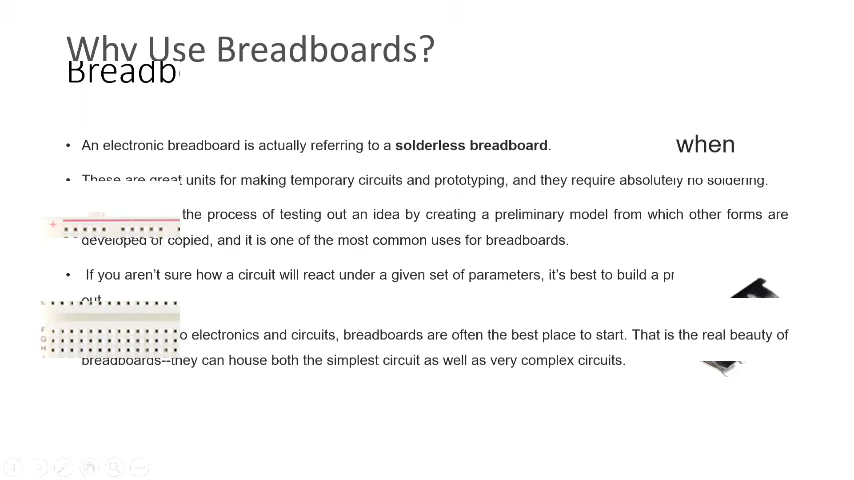 Why Use Breadboards?
Breadb
• An electronic breadboard is actually referring to a solderless breadboard.
when
• These are great units for making temporary circuits and prototyping, and they require absolutely no soldering.
the process of testing out an idea by creating a preliminary model from which other forms are
developed or copied, and it is one of the most common uses for breadboards.
• If you aren’t sure how a circuit will react under a given set of parameters, it’s best to build a pr
out
o electronics and circuits, breadboards are often the best place to start. That is the real beauty of
breadboards--they can house both the simplest circuit as well as very complex circuits.
F
G
H